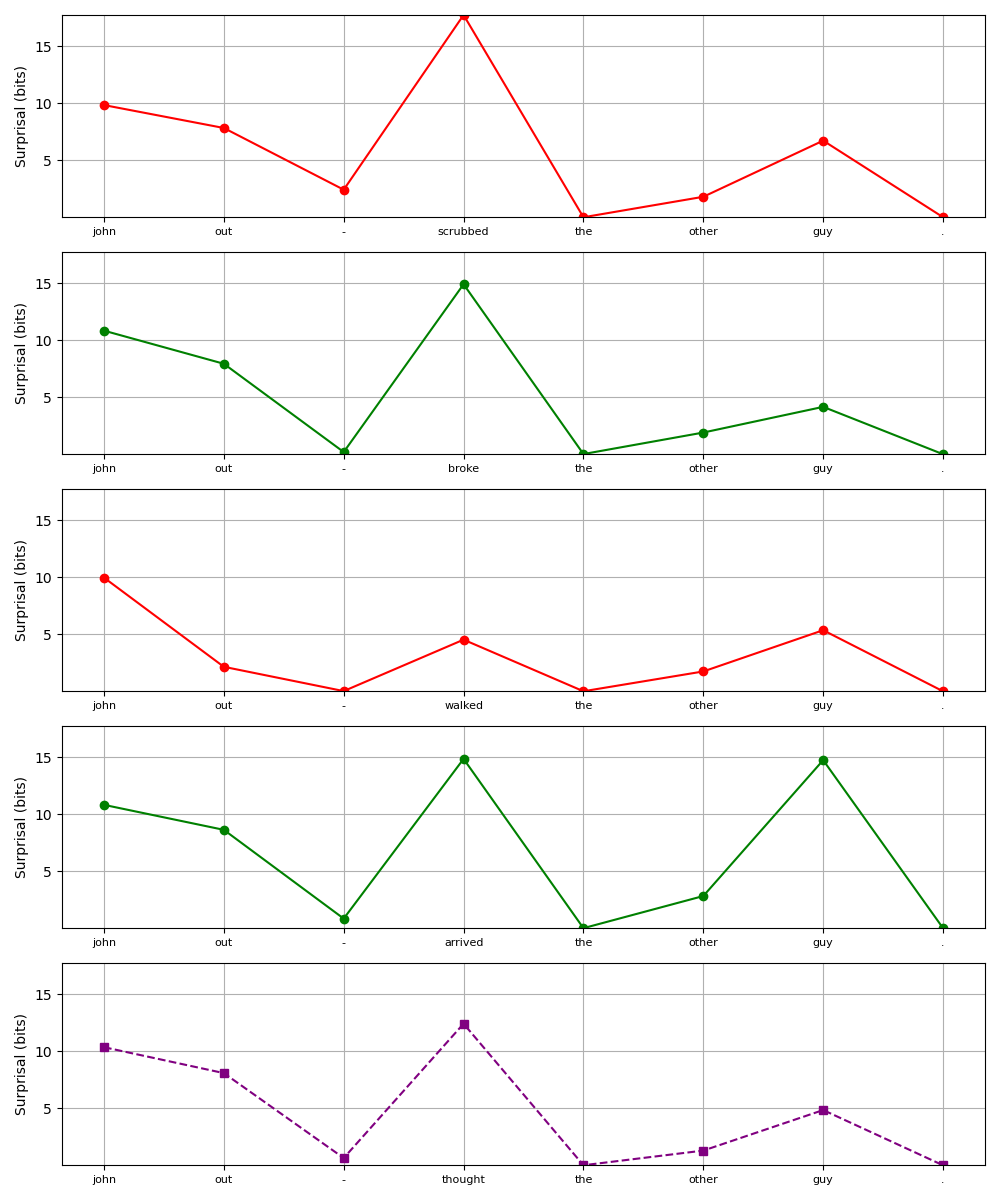 Surprisal (bits)
15
10
5
john out - scrubbed the other guy .
Surprisal (bits)
15
10
5
john out - broke the other guy .
Surprisal (bits)
15
10
5
john out - walked the other guy .
Surprisal (bits)
15
10
5
john out - arrived the other guy .
Surprisal (bits)
15
10
5
john out - thought the other guy .